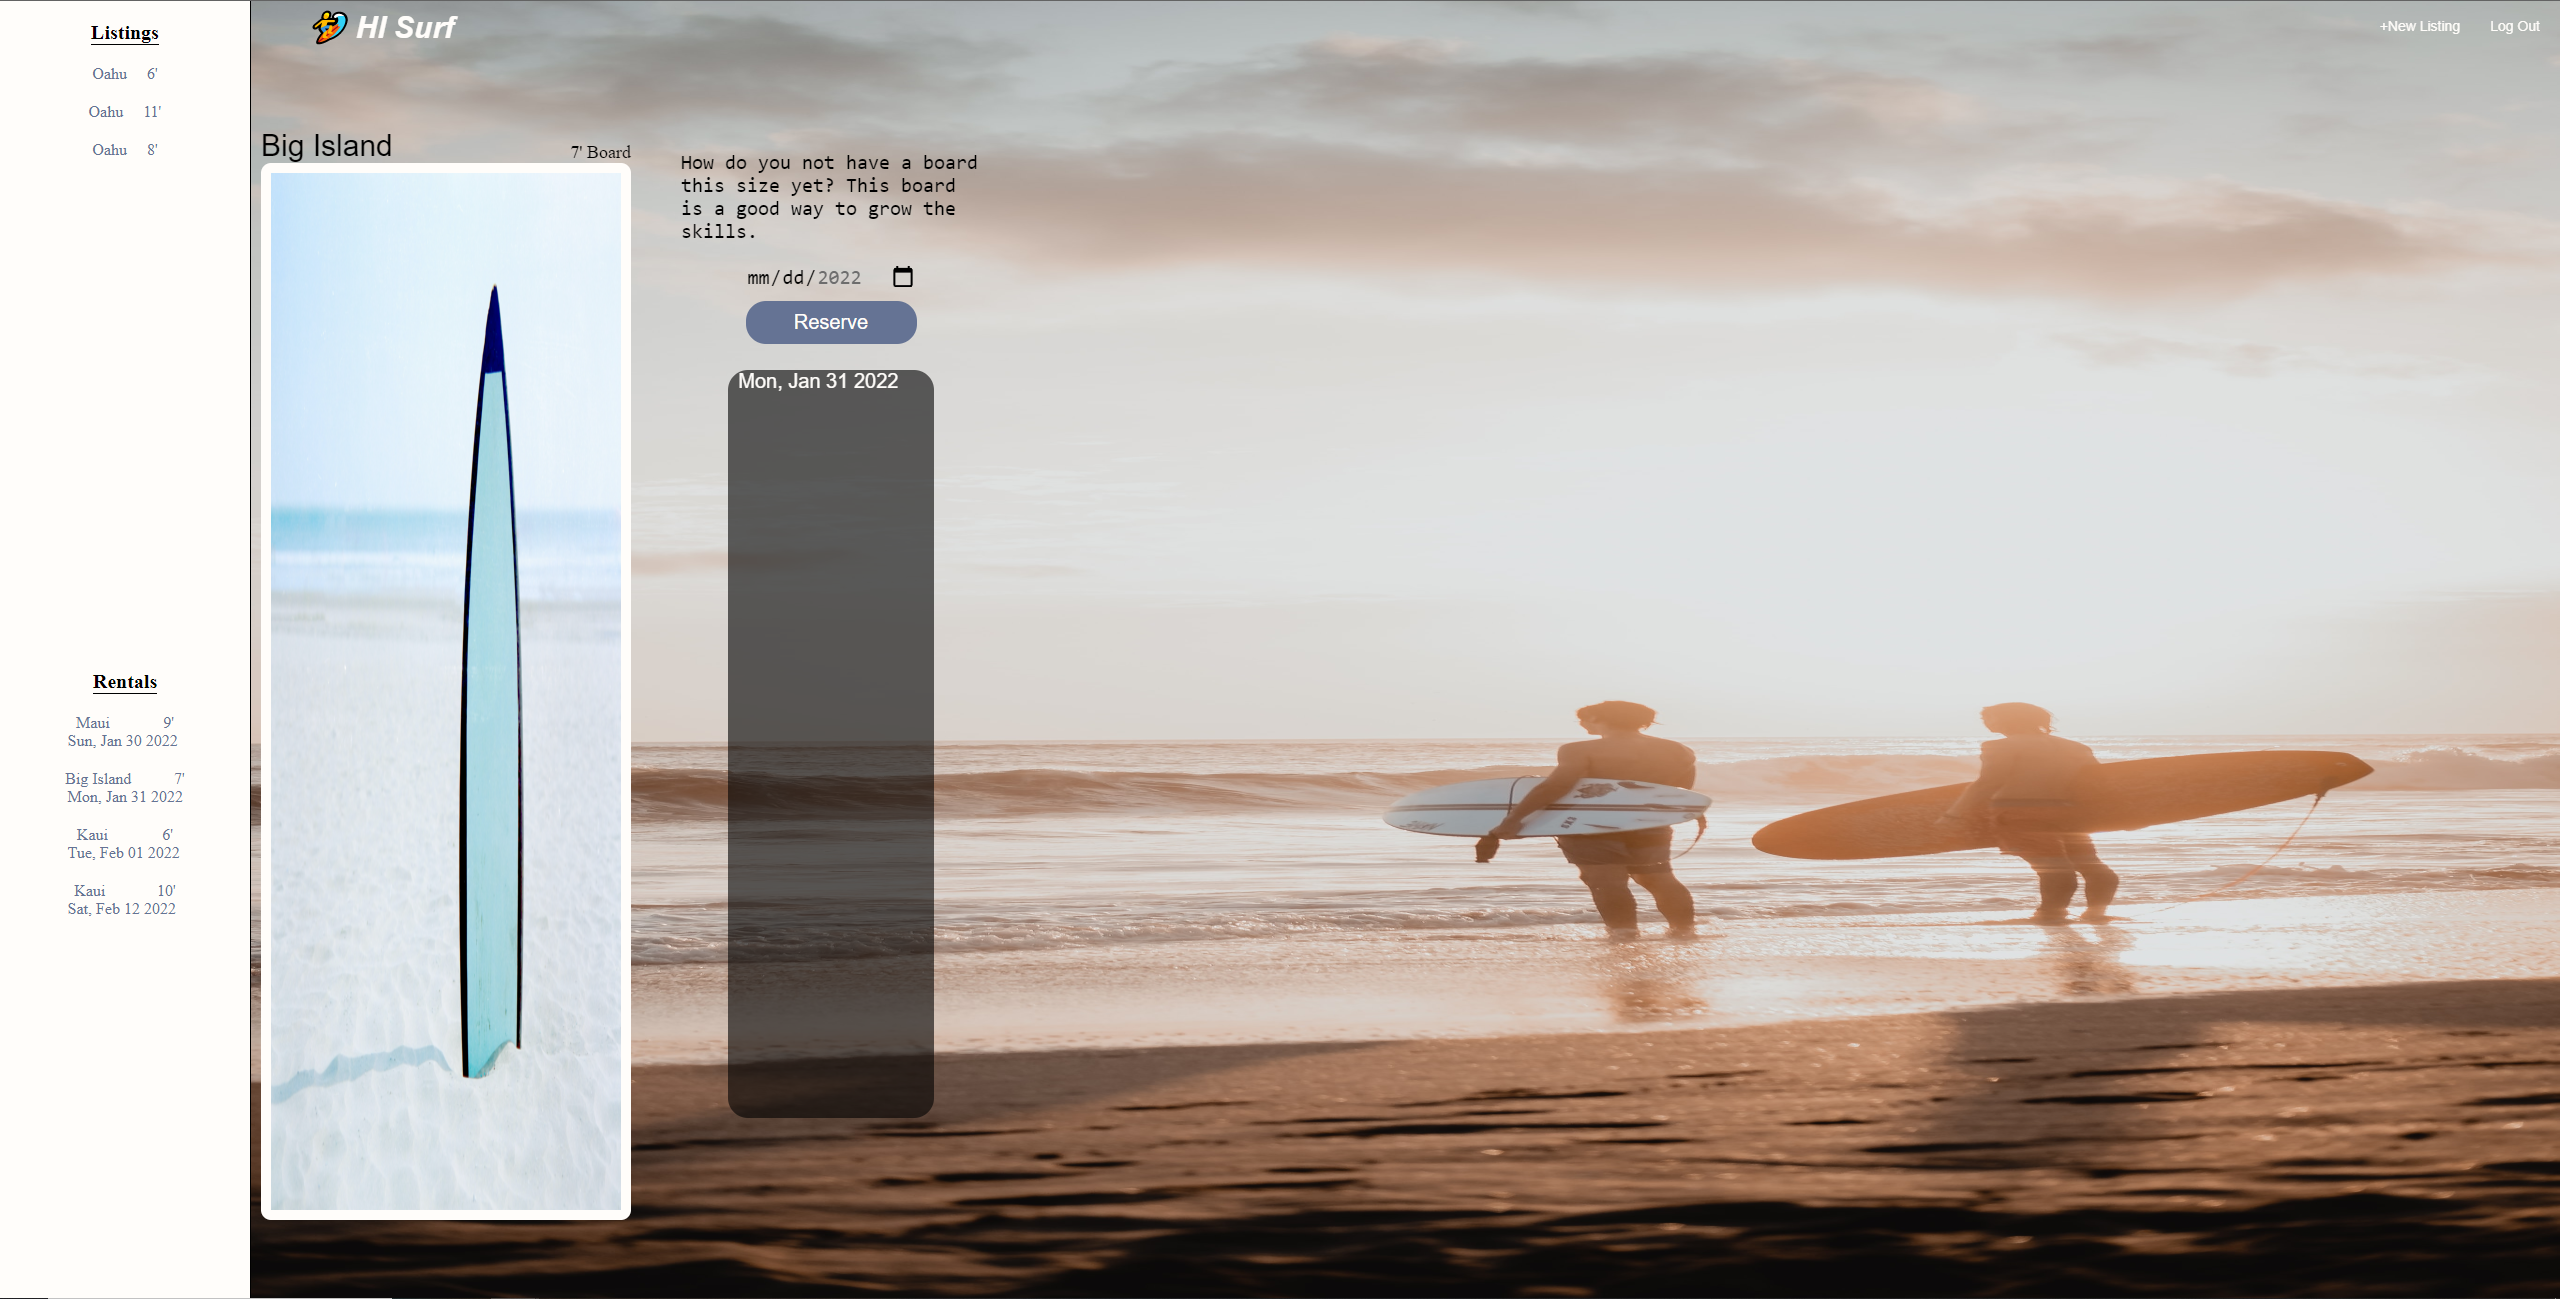 Listings
Oahu 6'
Oahu 11'
Oahu 8'
Rentals
Maui 9'
Sun, Jan 30 2022
Big Island 7'
Mon, Jan 31 2022
Kaui 6'
Tue, Feb 01 2022
Kaui 10'
Sat, Feb 12 2022
HI Surf
+New Listing Log Out
Big Island 7' Board
How do you not have a board
this size yet? This board
is a good way to grow the
skills.
mm/dd/2022
Reserve
Mon, Jan 31 2022